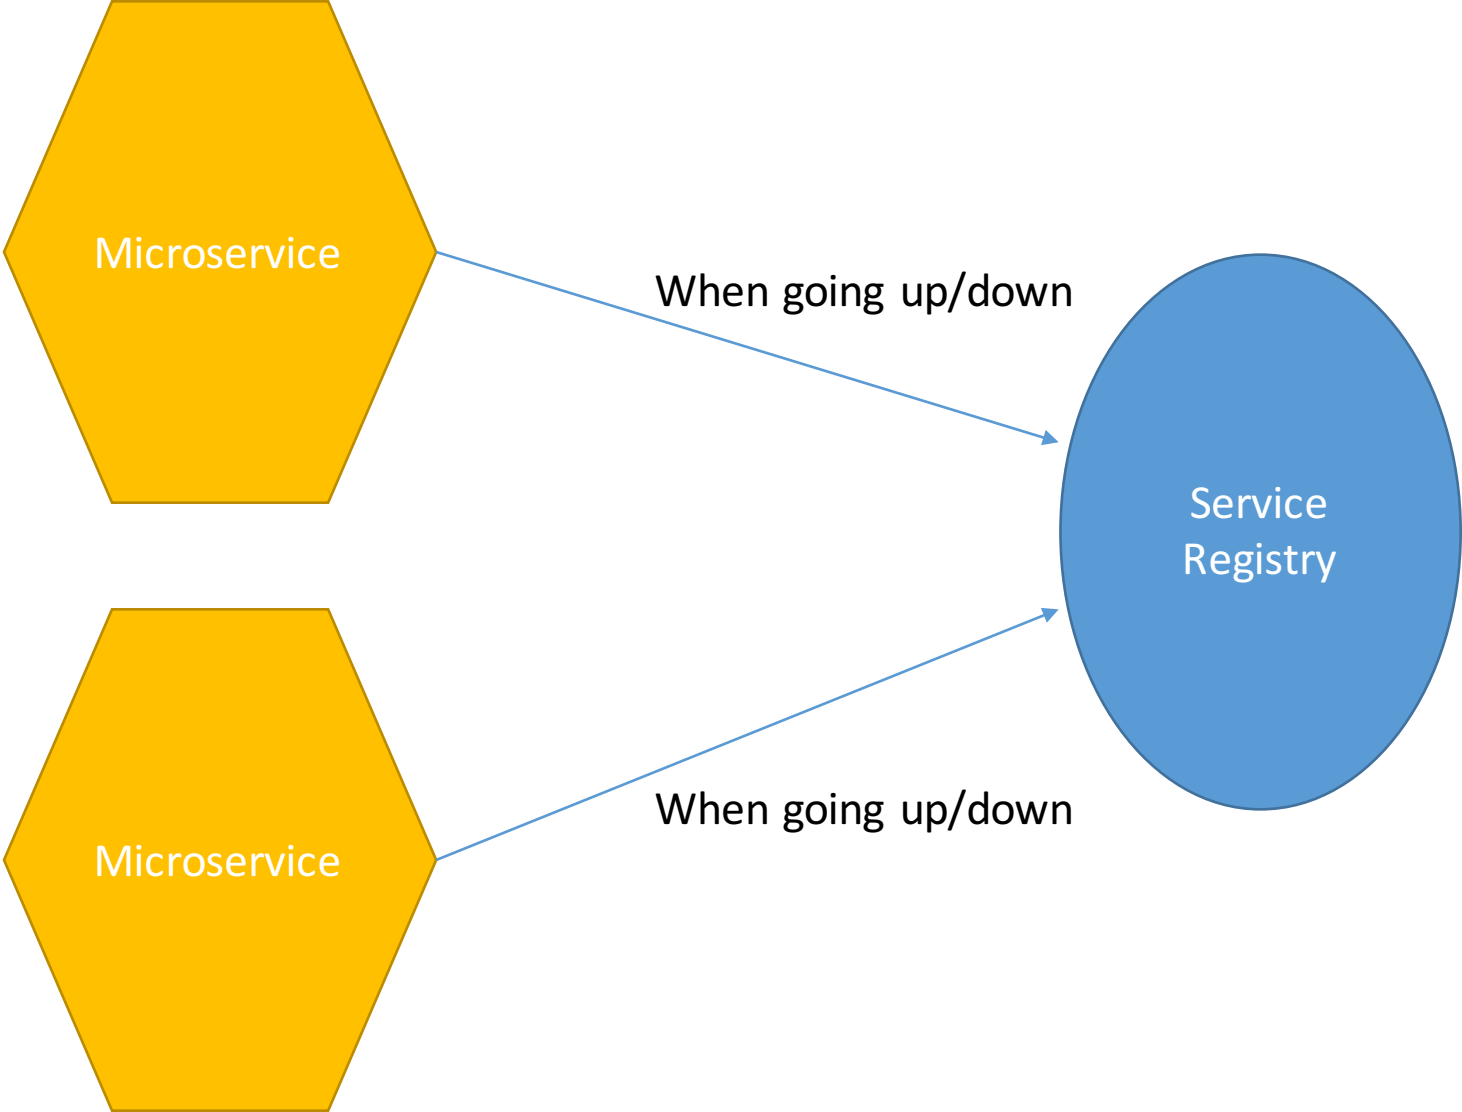 Microservice
When going up/down
Service
Registry
When going up/down
Microservice